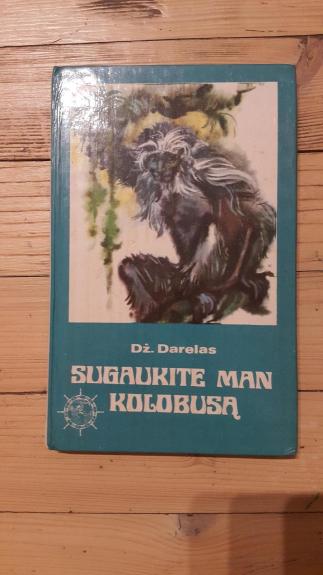 Dž. Darelas
SUGAUKITE MAN
KOLOBUSĄ